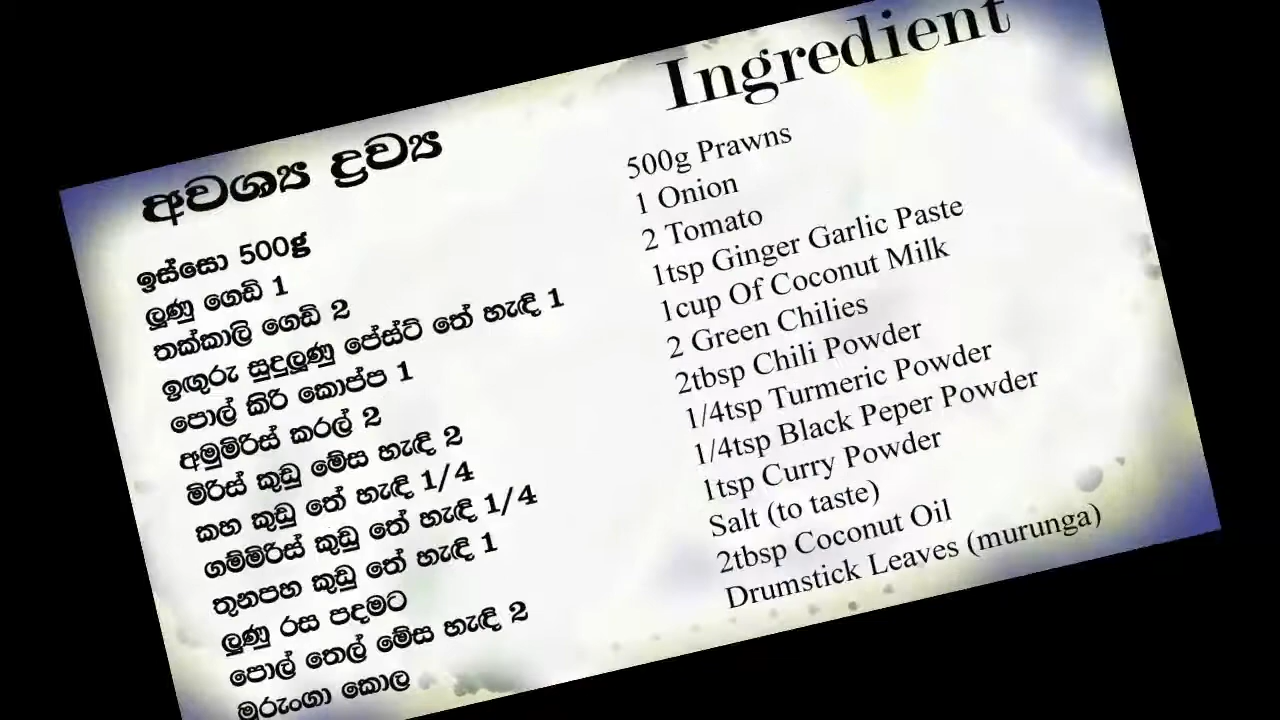 අවශ්‍ය ද්‍රව්‍ය
ඉස්සො 500g
ලූණු ගෙඩි 1
තක්කාලි ගෙඩි 2
ඉඟුරු සුදුලූණු පේස්ට් තේ හැඳි 1
පොල් කිරි කොප්ප 1
අමුමිරිස් කරල් 2
මිරිස් කුඩු මේස හැඳි 2
කහ කුඩු තේ හැඳි 1/4
ගම්මිරිස් කුඩු තේ හැඳි 1/4
තුනපහ කුඩු තේ හැඳි 1
ලුණු රස පදමට
පොල් තෙල් මේස හැඳි 2
මුරුංගා කොල
Ingredient
500g Prawns
1 Onion
2 Tomato
1tsp Ginger Garlic Paste
1cup Of Coconut Milk
2 Green Chilies
2tbsp Chili Powder
1/4tsp Turmeric Powder
1/4tsp Black Peper Powder
1tsp Curry Powder
Salt (to taste)
2tbsp Coconut Oil
Drumstick Leaves (murunga)